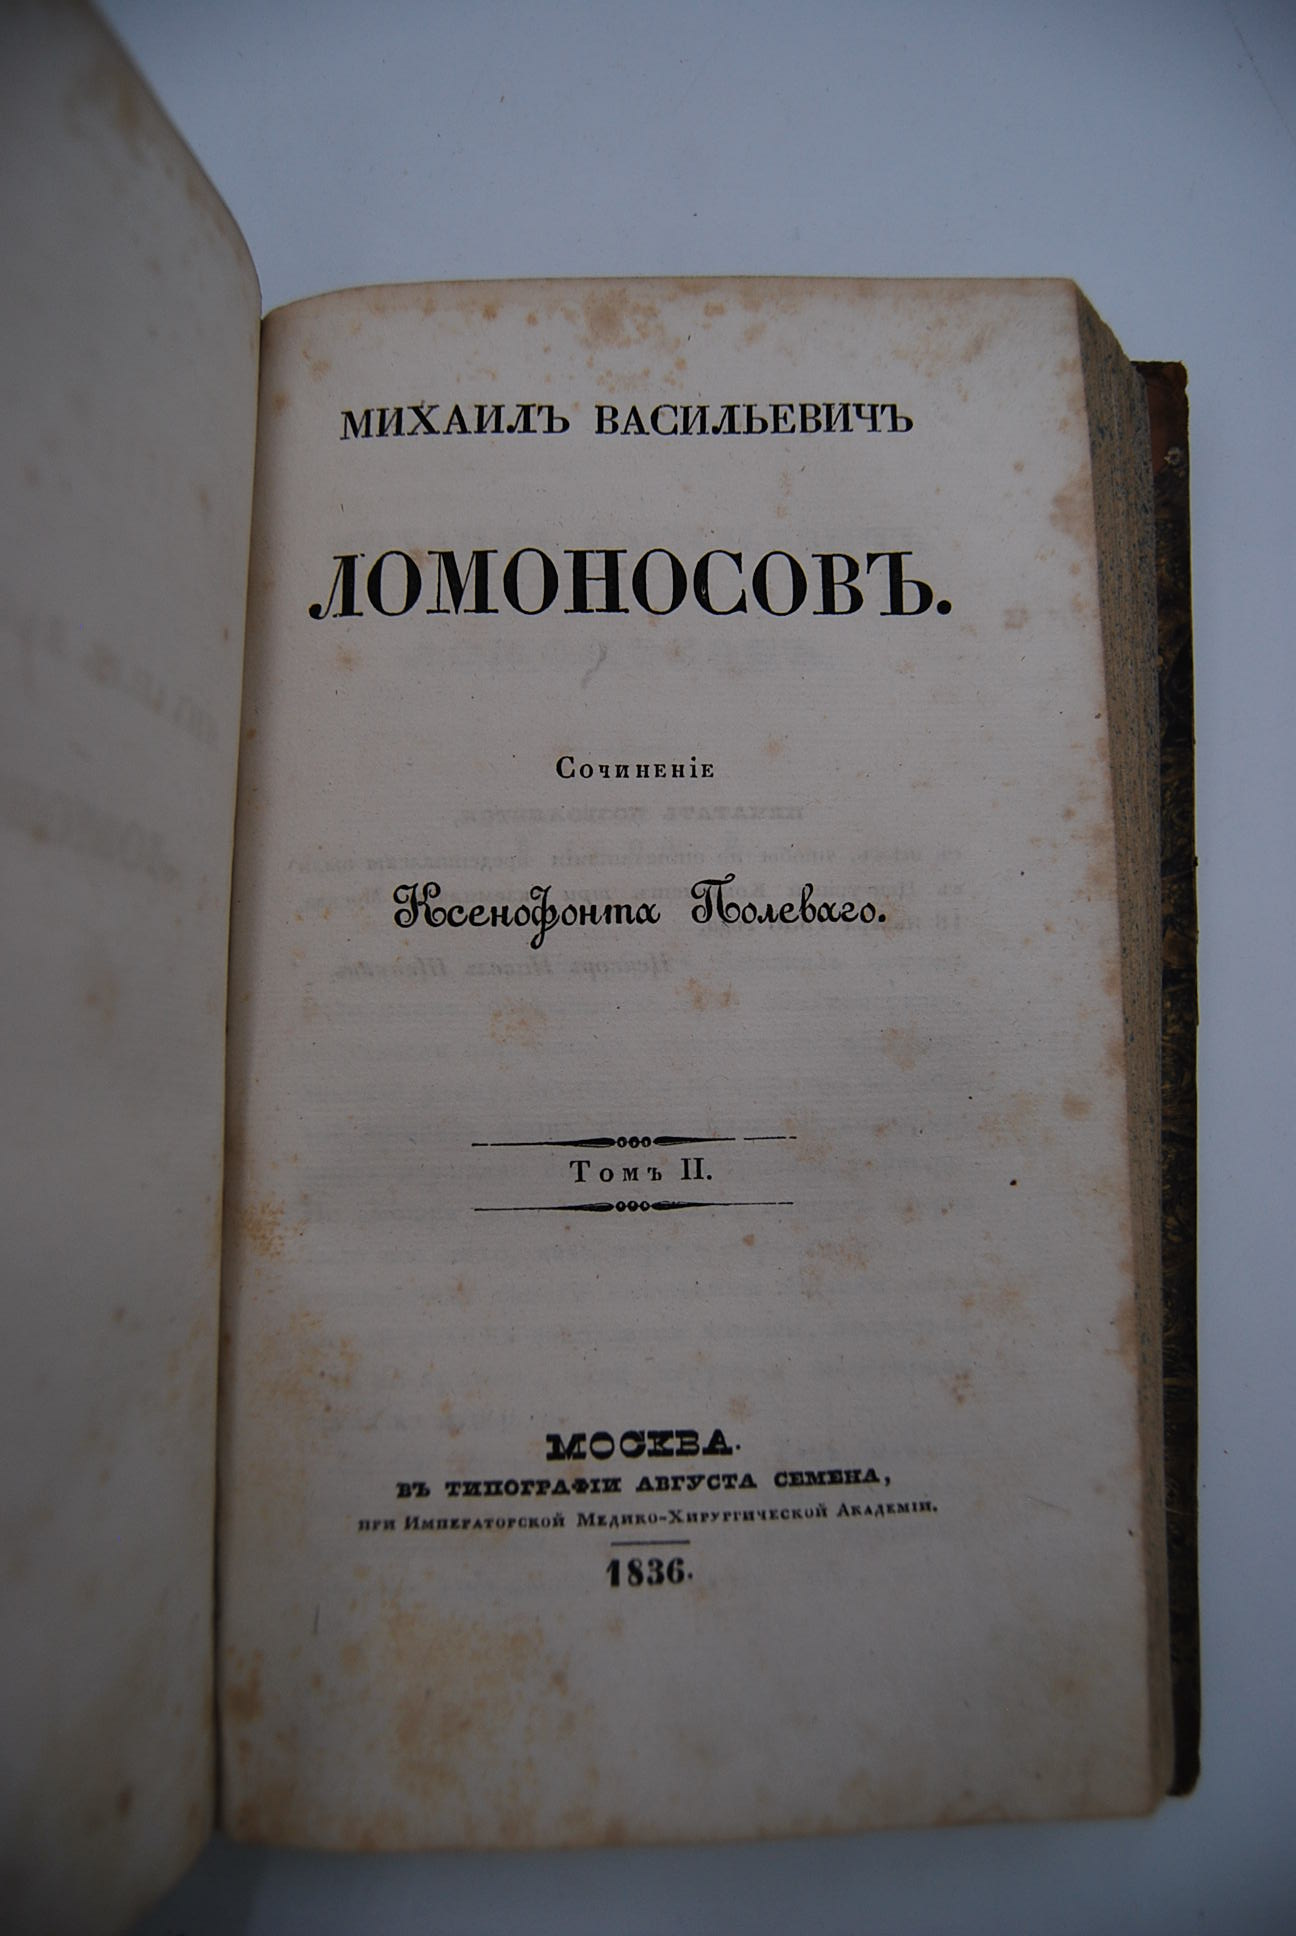 МИХАИЛЪ ВАСИЛЬЕВИЧЪ
ЛОМОНОСОВЪ.
Сочиненіе
Ксенофонта Полеваго.
Томъ II.
МОСКВА.
ВЪ ТИПОГРАФІИ АВГУСТА СЕМЕНА,
при Императорской Медико-Хирургической Академіи.
1836.